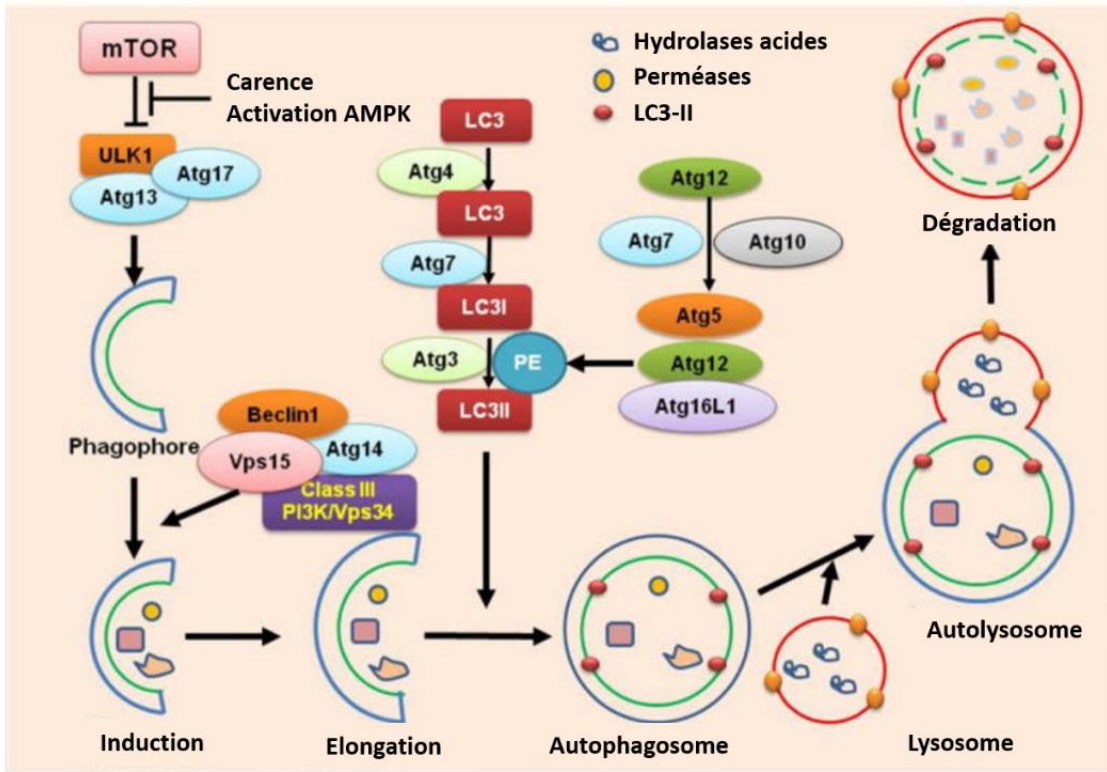 mTOR
Carence
Activation AMPK
ULK1
Atg17
Atg13
Hydrolases acides
Perméases
LC3-II
LC3
Atg4
LC3
Atg7
LC3I
Atg3
PE
LC3II
Atg12
Atg7
Atg10
Atg5
Atg12
Atg16L1
Dégradation
Phagophore
Beclin1
Vps15
Atg14
Class III
PI3K/Vps34
Autolysosome
Induction
Elongation
Autophagosome
Lysosome